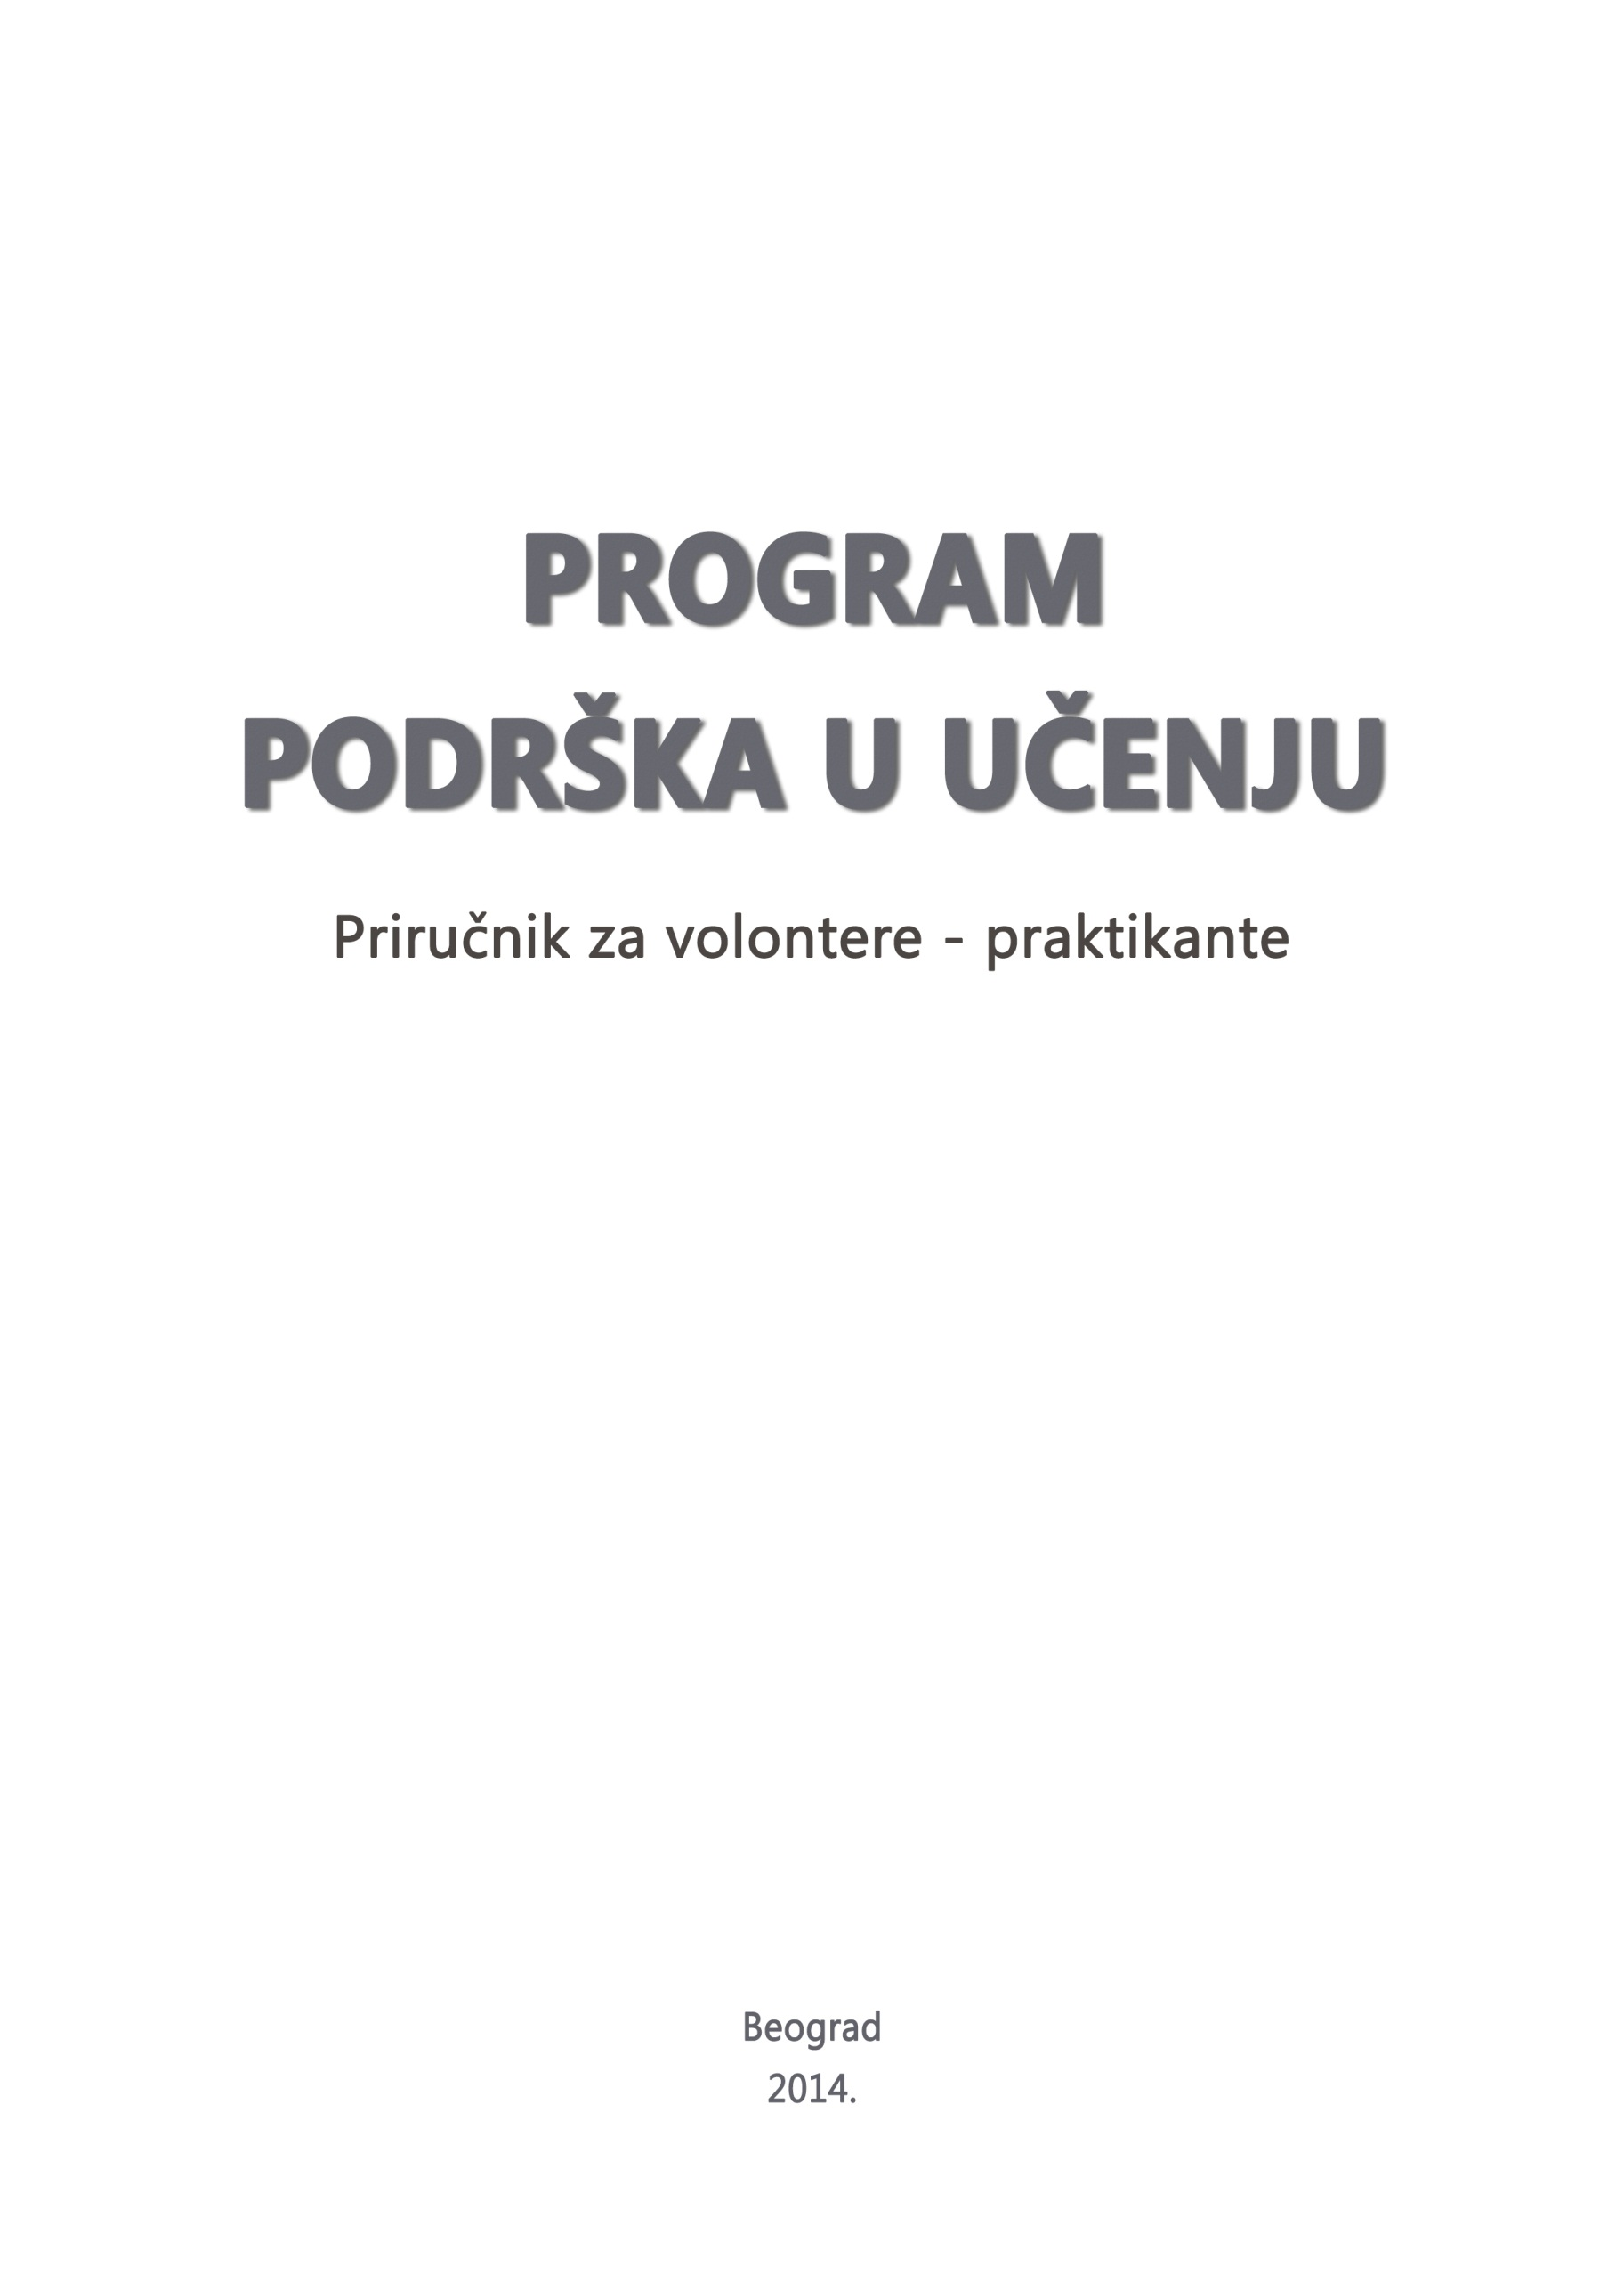 PROGRAM
PODRŠKA U UČENJU
Priručnik za volontere - praktikante
Beograd
2014.